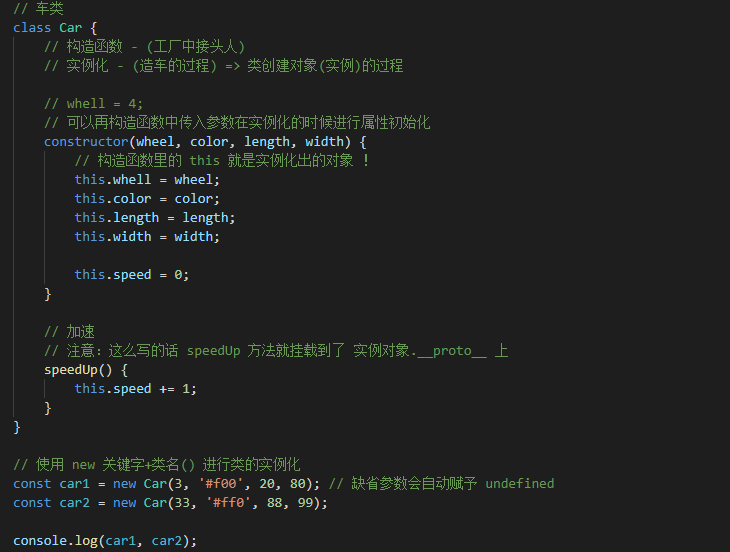 // 车类
class Car {
// 构造函数 - (工厂中接头人)
// 实例化 - (造车的过程) => 类创建对象(实例)的过程
// whell = 4;
// 可以再构造函数中传入参数在实例化的时候进行属性初始化
constructor(wheel, color, length, width) {
// 构造函数里的 this 就是实例化出的对象 !
this.whell = wheel;
this.color = color;
this.length = length;
this.width = width;
this.speed = 0;
}
// 加速
// 注意: 这么写的话 speedUp 方法就挂载到了 实例对象.__proto__ 上
speedUp() {
this.speed += 1;
}
}
// 使用 new 关键字+类名() 进行类的实例化
const car1 = new Car(3, '#f00', 20, 80); // 缺省参数会自动赋予 undefined
const car2 = new Car(33, '#ff0', 88, 99);
console.log(car1, car2);